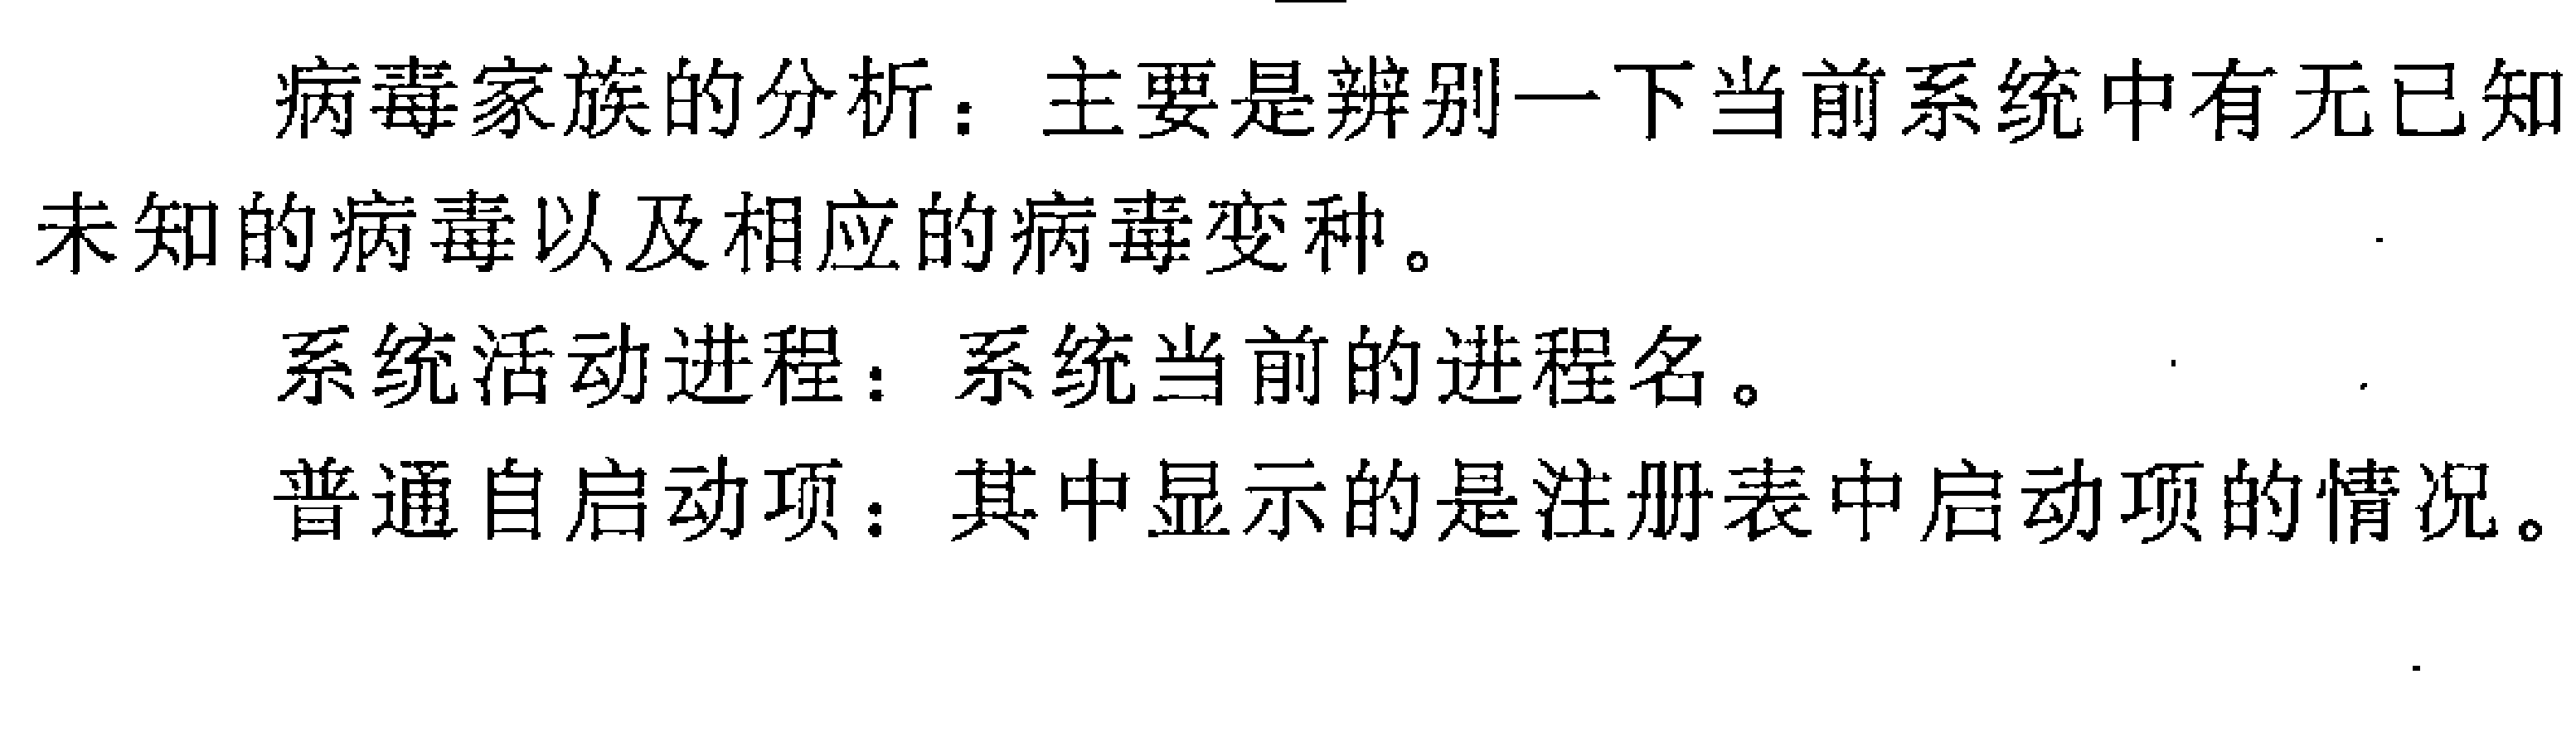 病毒家族的分析：主要是辨别一下当前系统中有无已知
未知的病毒以及相应的病毒变种。
系统活动进程：系统当前的进程名。
普通自启动项：其中显示的是注册表中启动项的情况。